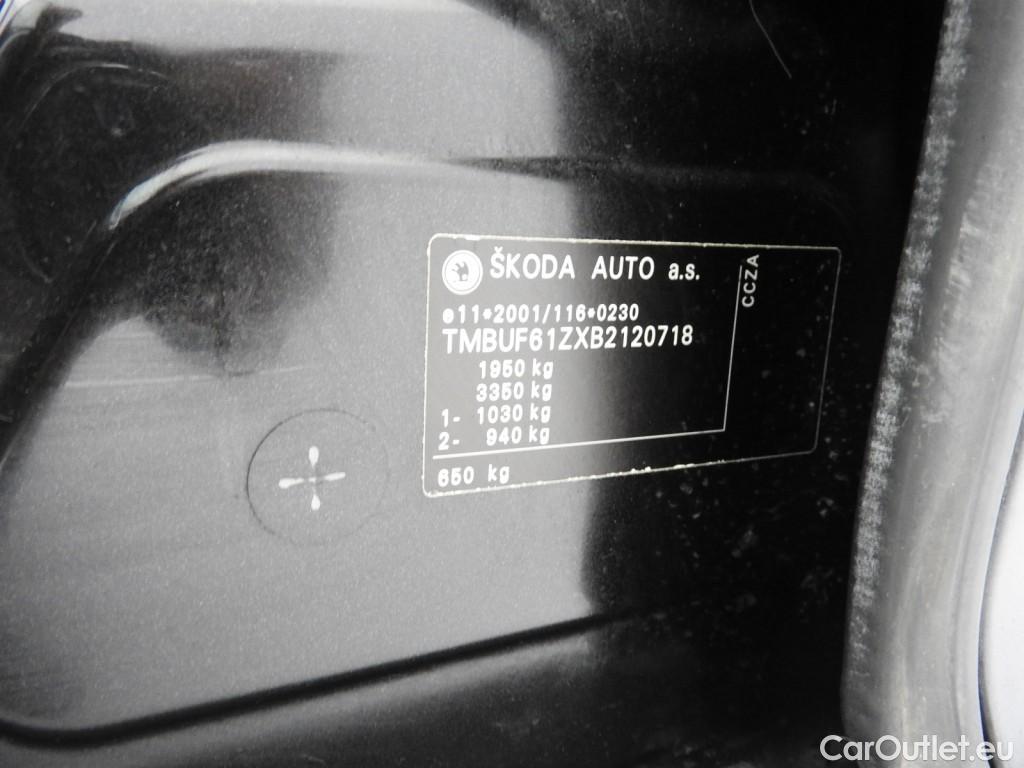 ŠKODA AUTO a.s.
CCZA
e11*2001/116*0230
TMBUF61ZXB2120718
1950 kg
3350 kg
1- 1030 kg
2- 940 kg
650 kg
CarOutlet.eu